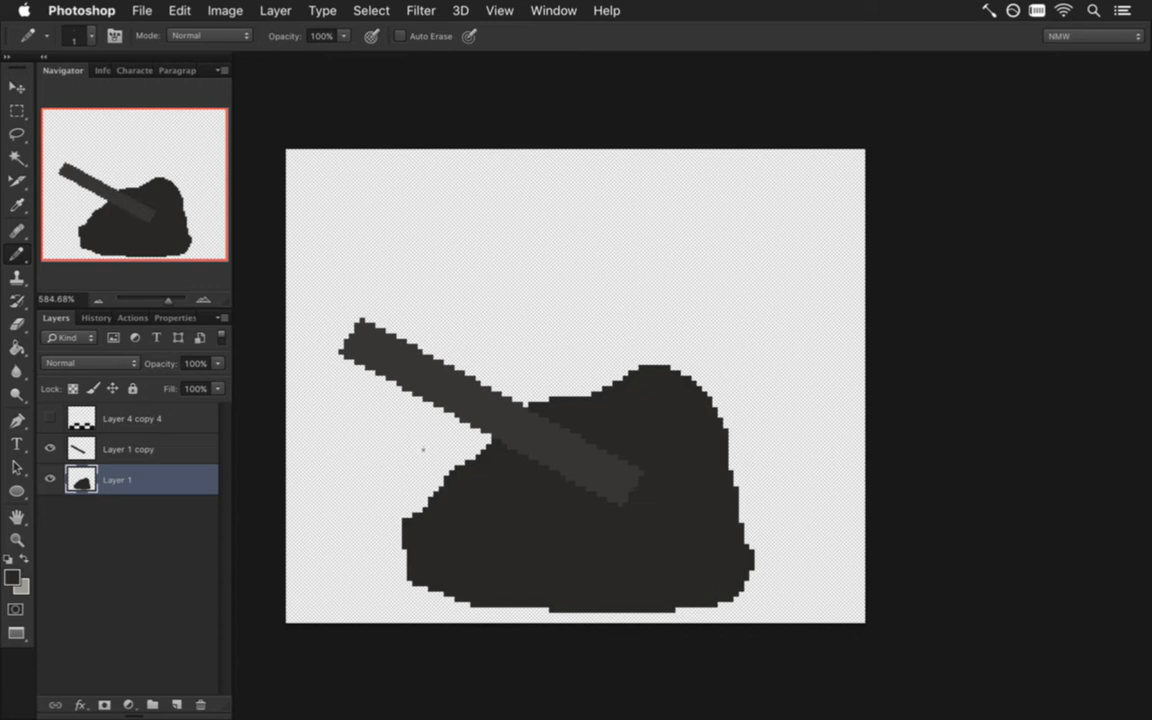 Photoshop File Edit Image Layer Type Select Filter 3D View Window Help
1 Mode: Normal Opacity: 100% Auto Erase NMW
Navigator Info Characte Paragrap
584.68%
Layers History Actions Properties
Kind T
Normal Opacity: 100%
Lock: Fill: 100%
Layer 4 copy 4
Layer 1 copy
Layer 1
T
fx